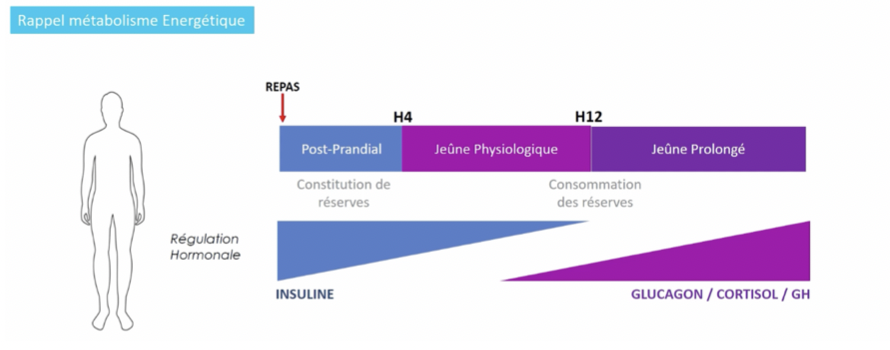 Rappel métabolisme Energétique
REPAS
H4
H12
Post-Prandial
Jeûne Physiologique
Jeûne Prolongé
Constitution de
réserves
Consommation
des réserves
Régulation
Hormonale
INSULINE
GLUCAGON / CORTISOL / GH